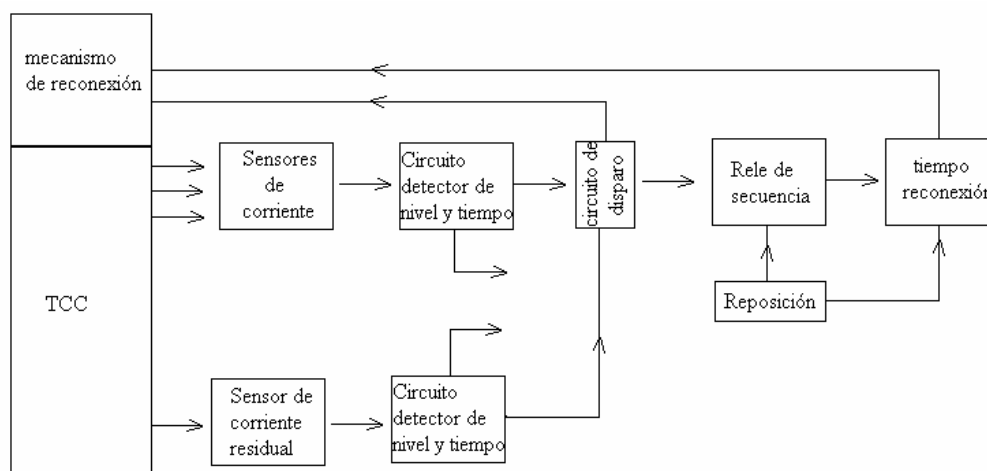 mecanismo
de reconexión
TCC
Sensores
de
corriente
Circuito
detector de
nivel y tiempo
circuito de
disparo
Rele de
secuencia
tiempo
reconexión
Reposición
Sensor de
corriente
residual
Circuito
detector de
nivel y tiempo